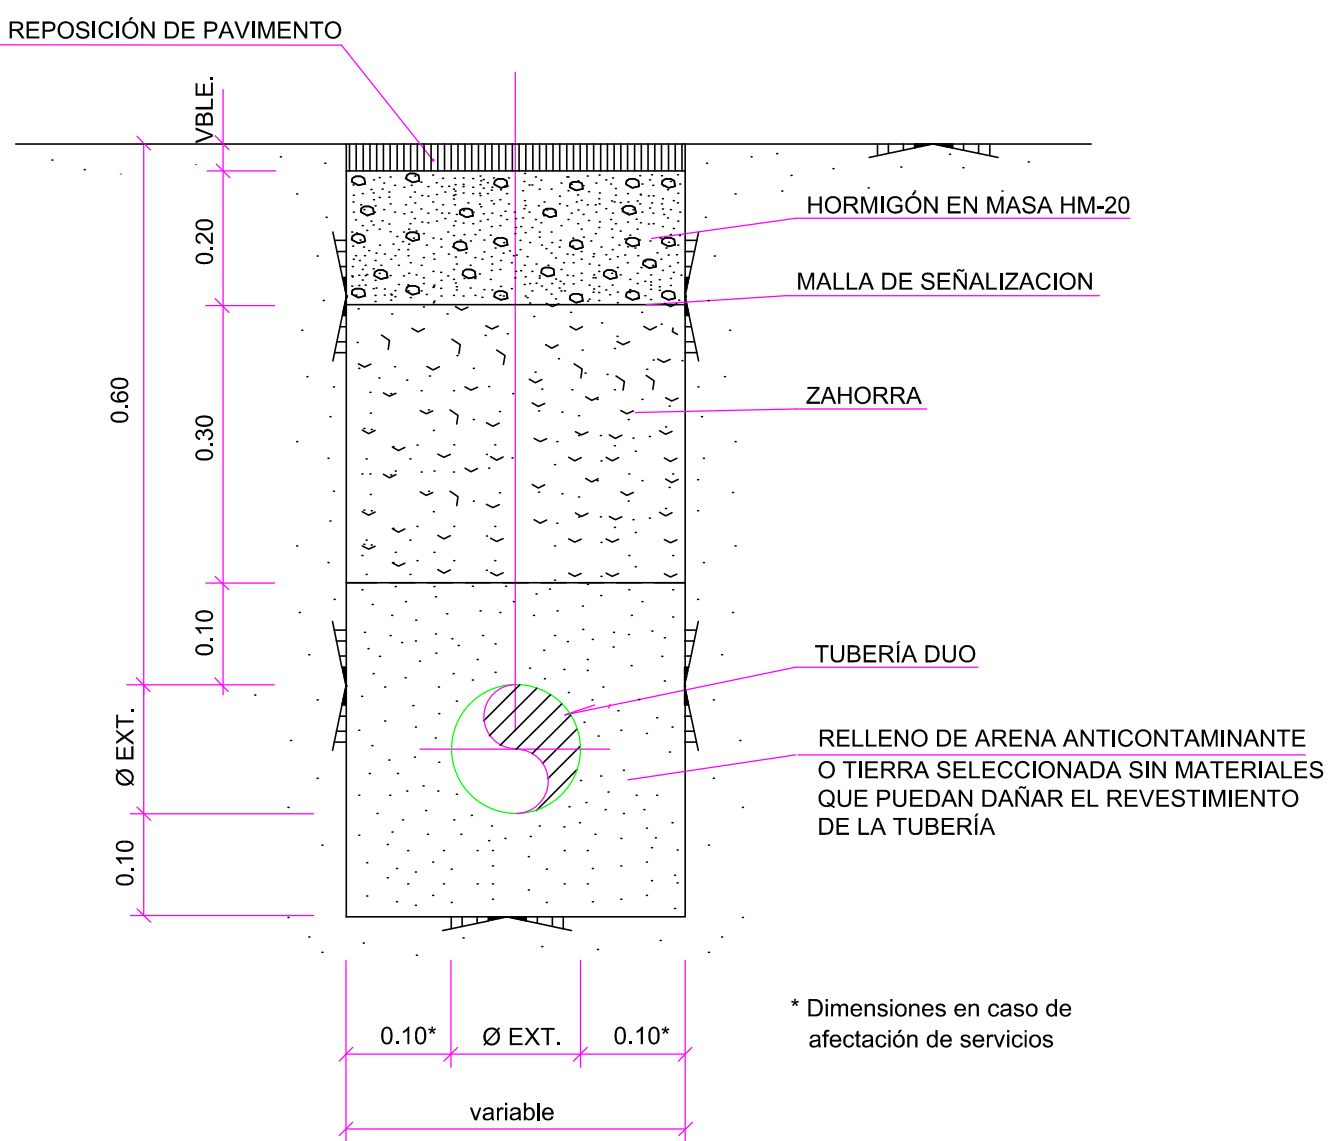 REPOSICIÓN DE PAVIMENTO
VBLE.
0.20
HORMIGÓN EN MASA HM-20
MALLA DE SEÑALIZACION
0.60
0.30
ZAHORRA
0.10
TUBERÍA DUO
Ø EXT.
RELLENO DE ARENA ANTICONTAMINANTE
O TIERRA SELECCIONADA SIN MATERIALES
QUE PUEDAN DAÑAR EL REVESTIMIENTO
DE LA TUBERÍA
0.10
* Dimensiones en caso de
afectación de servicios
0.10*
Ø EXT.
0.10*
variable